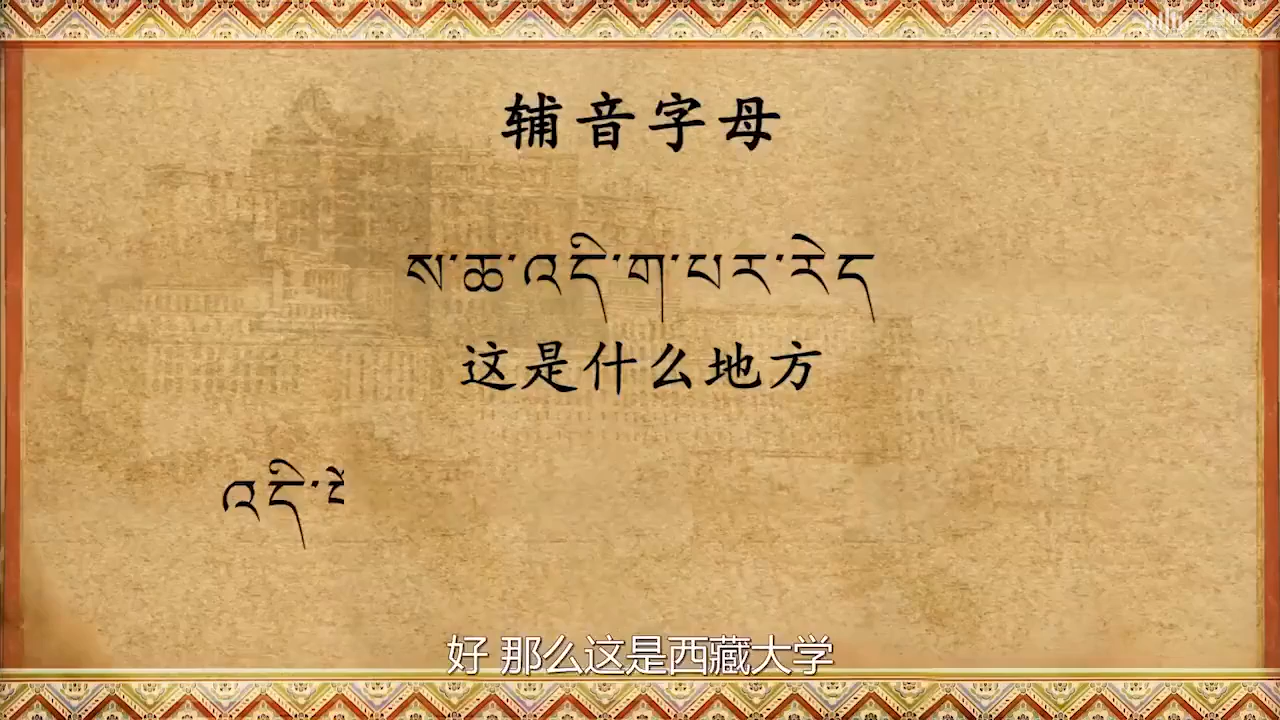 辅音字母
ས་ཆ་འདི་ག་པར་རེད
这是什么地方
འདི་
好 那么这是西藏大学